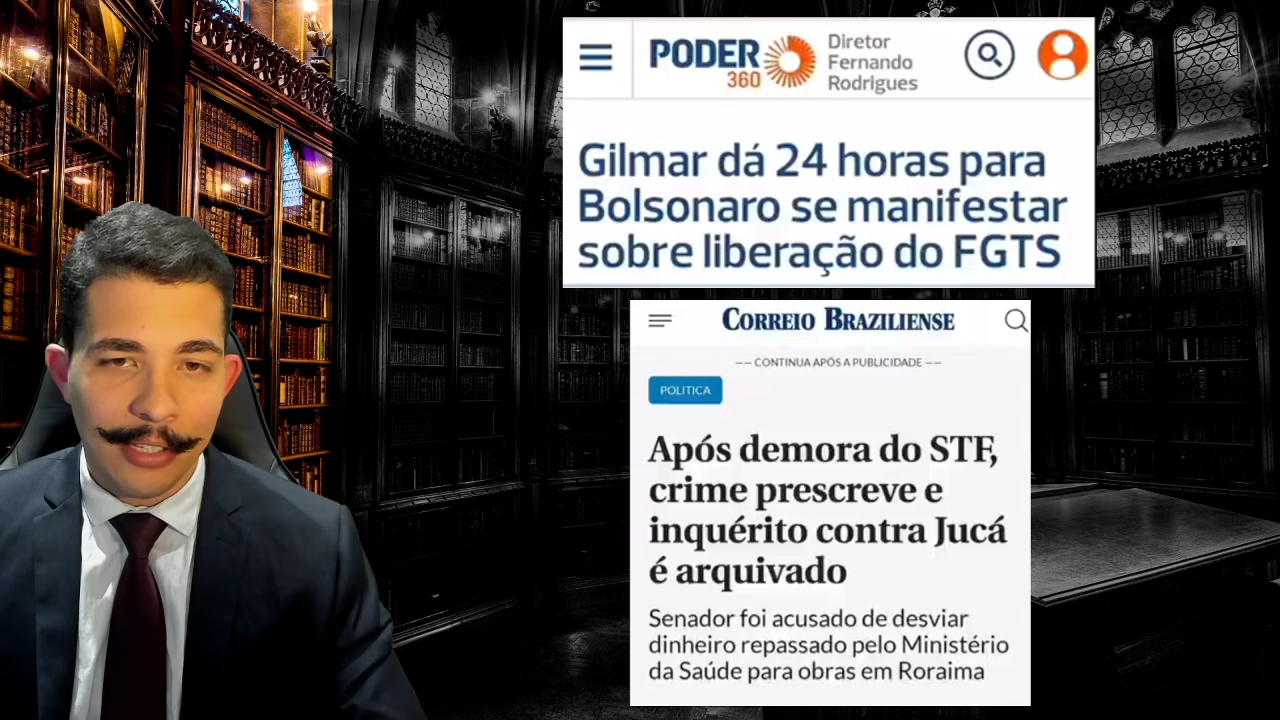 PODER
360
Diretor
Fernando
Rodrigues
Gilmar dá 24 horas para
Bolsonaro se manifestar
sobre liberação do FGTS
CORREIO BRAZILIENSE
—— CONTINUA APÓS A PUBLICIDADE ——
POLITICA
Após demora do STF,
crime prescreve e
inquérito contra Jucá
é arquivado
Senador foi acusado de desviar
dinheiro repassado pelo Ministério
da Saúde para obras em Roraima